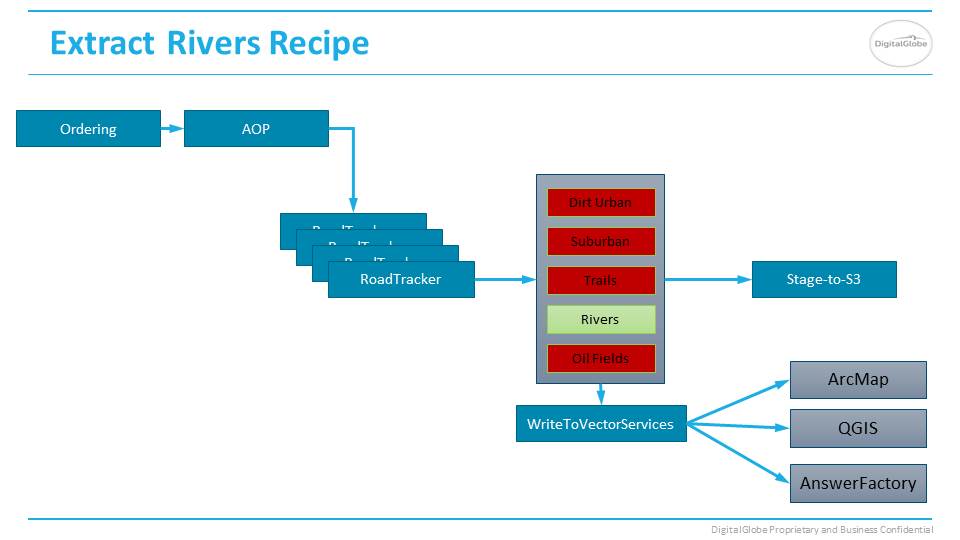 Extract Rivers Recipe
DigitalGlobe
Ordering
AOP
RoadTracker
Dirt Urban
Suburban
Trails
Rivers
Oil Fields
Stage-to-S3
WriteToVectorServices
ArcMap
QGIS
AnswerFactory
DigitalGlobe Proprietary and Business Confidential